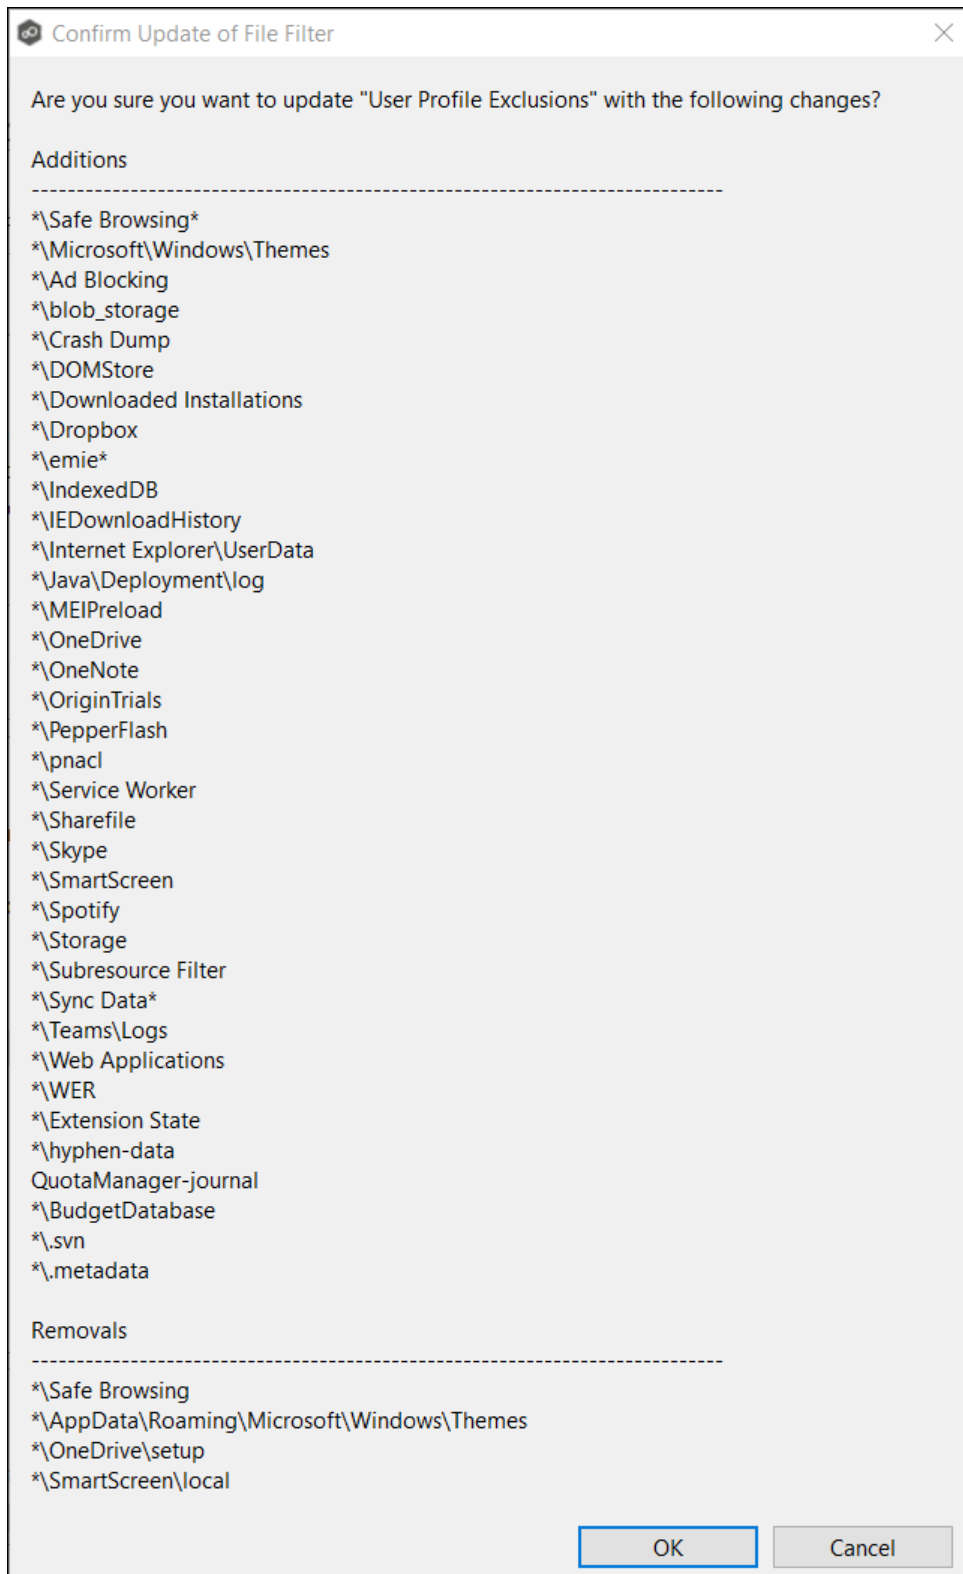 Confirm Update of File Filter
Are you sure you want to update "User Profile Exclusions" with the following changes?
Additions
-----------------------------------------------------------------------------
*\Safe Browsing*
*\Microsoft\Windows\Themes
*\Ad Blocking
*\blob_storage
*\Crash Dump
*\DOMStore
*\Downloaded Installations
*\Dropbox
*\emie*
*\IndexedDB
*\IEDownloadHistory
*\Internet Explorer\UserData
*\Java\Deployment\log
*\MEIPreload
*\OneDrive
*\OneNote
*\OriginTrials
*\PepperFlash
*\pnacl
*\Service Worker
*\Sharefile
*\Skype
*\SmartScreen
*\Spotify
*\Storage
*\Subresource Filter
*\Sync Data*
*\Teams\Logs
*\Web Applications
*\WER
*\Extension State
*\hyphen-data
QuotaManager-journal
*\BudgetDatabase
*\.svn
*\.metadata
Removals
-----------------------------------------------------------------------------
*\Safe Browsing
*\AppData\Roaming\Microsoft\Windows\Themes
*\OneDrive\setup
*\SmartScreen\local
OK
Cancel